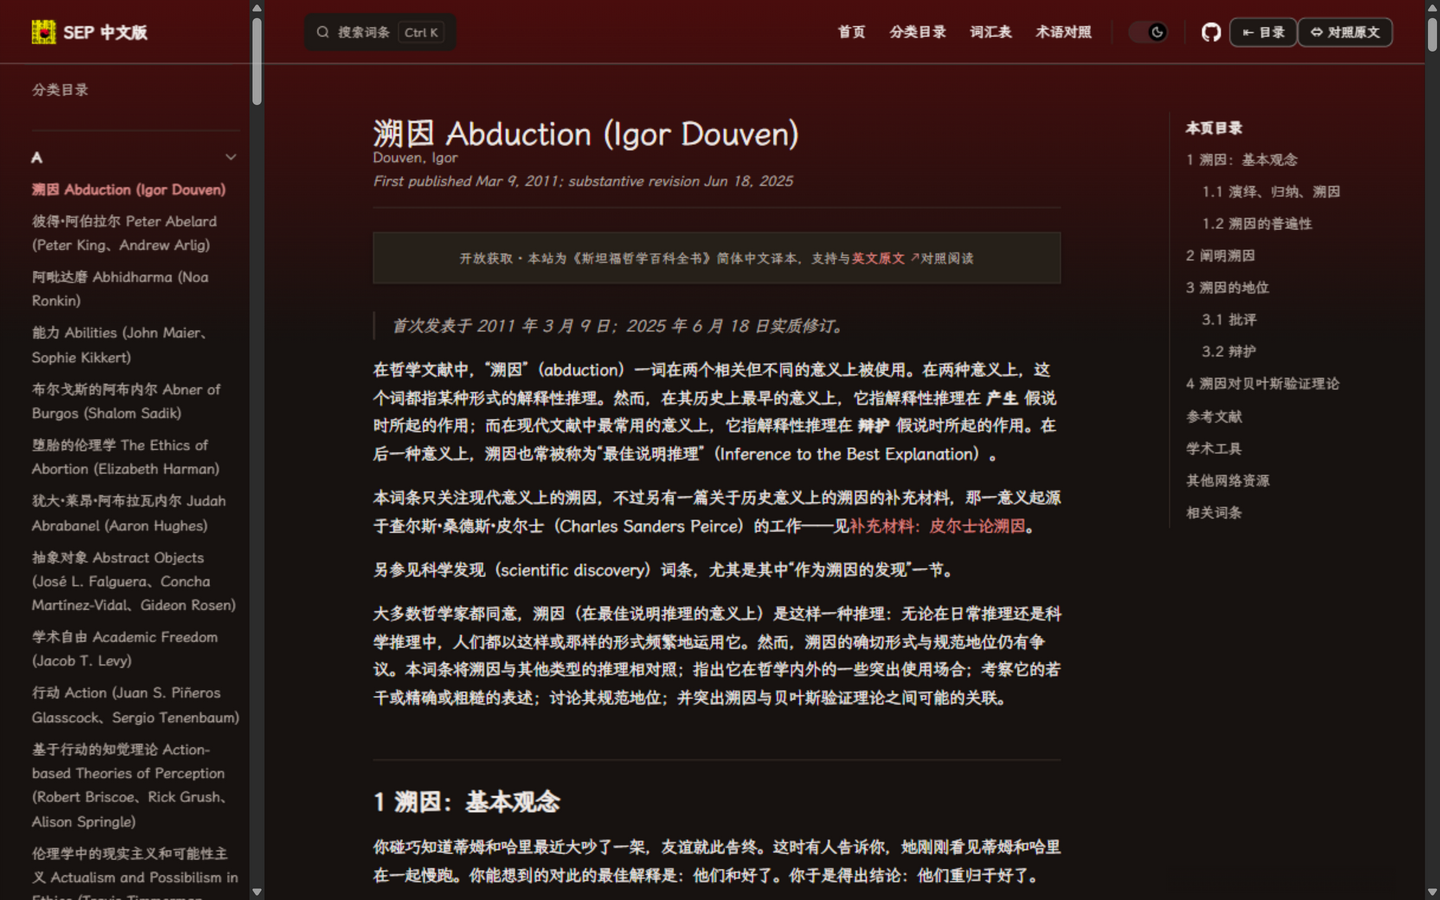 SEP 中文版
搜索词条 Ctrl K
首页 分类目录 词汇表 术语对照
⇤ 目录
⇔ 对照原文
分类目录
A
溯因 Abduction (Igor Douven)
彼得·阿伯拉尔 Peter Abelard
(Peter King、Andrew Arlig)
阿毗达磨 Abhidharma (Noa
Ronkin)
能力 Abilities (John Maier、
Sophie Kikkert)
布尔戈斯的阿布内尔 Abner of
Burgos (Shalom Sadik)
堕胎的伦理学 The Ethics of
Abortion (Elizabeth Harman)
犹大·莱昂·阿布拉瓦内尔 Judah
Abrabanel (Aaron Hughes)
抽象对象 Abstract Objects
(José L. Falguera、Concha
Martínez-Vidal、Gideon Rosen)
学术自由 Academic Freedom
(Jacob T. Levy)
行动 Action (Juan S. Piñeros
Glasscock、Sergio Tenenbaum)
基于行动的知觉理论 Action-
based Theories of Perception
(Robert Briscoe、Rick Grush、
Alison Springle)
伦理学中的现实主义和可能性主
义 Actualism and Possibilism in
溯因 Abduction (Igor Douven)
Douven, Igor
First published Mar 9, 2011; substantive revision Jun 18, 2025
开放获取 · 本站为《斯坦福哲学百科全书》简体中文译本，支持与英文原文 ↗对照阅读
首次发表于 2011 年 3 月 9 日；2025 年 6 月 18 日实质修订。
在哲学文献中，“溯因”（abduction）一词在两个相关但不同的意义上被使用。在两种意义上，这
个词都指某种形式的解释性推理。然而，在其历史上最早的意义上，它指解释性推理在 产生 假说
时所起的作用；而在现代文献中最常用的意义上，它指解释性推理在 辩护 假说时所起的作用。在
后一种意义上，溯因也常被称为“最佳说明推理”（Inference to the Best Explanation）。
本词条只关注现代意义上的溯因，不过另有一篇关于历史意义上的溯因的补充材料，那一意义起源
于查尔斯·桑德斯·皮尔士（Charles Sanders Peirce）的工作——见补充材料：皮尔士论溯因。
另参见科学发现（scientific discovery）词条，尤其是其中“作为溯因的发现”一节。
大多数哲学家都同意，溯因（在最佳说明推理的意义上）是这样一种推理：无论在日常推理还是科
学推理中，人们都以这样或那样的形式频繁地运用它。然而，溯因的确切形式与规范地位仍有争
议。本词条将溯因与其他类型的推理相对照；指出它在哲学内外的一些突出使用场合；考察它的若
干或精确或粗糙的表述；讨论其规范地位；并突出溯因与贝叶斯验证理论之间可能的关联。
1 溯因：基本观念
你碰巧知道蒂姆和哈里最近大吵了一架，友谊就此告终。这时有人告诉你，她刚刚看见蒂姆和哈里
在一起慢跑。你能想到的对此的最佳解释是：他们和好了。你于是得出结论：他们重归于好了。
本页目录
1 溯因：基本观念
1.1 演绎、归纳、溯因
1.2 溯因的普遍性
2 阐明溯因
3 溯因的地位
3.1 批评
3.2 辩护
4 溯因对贝叶斯验证理论
参考文献
学术工具
其他网络资源
相关词条